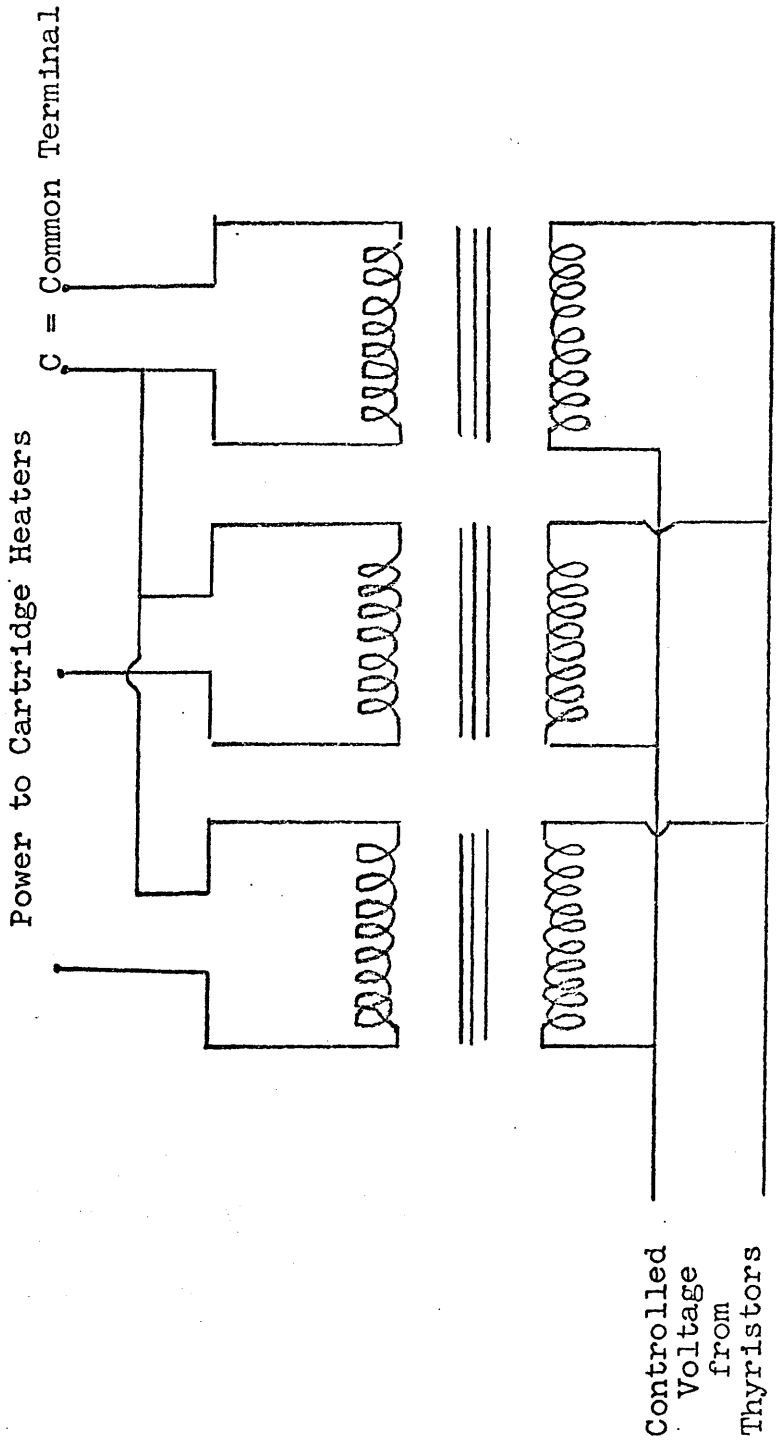 Power to Cartridge Heaters
C = Common Terminal
Controlled
Voltage
from
Thyristors